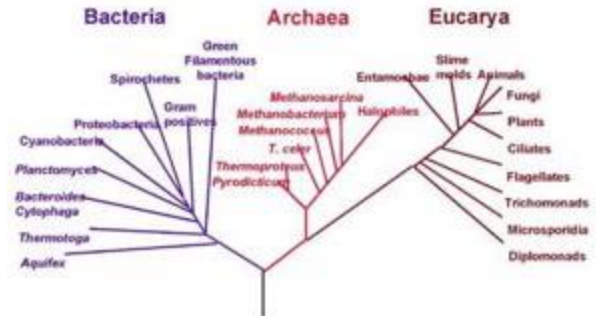 Bacteria
Archaea
Eucarya
Green
Filamentous
bacteria
Spirochetes
Gram
positives
Proteobacteria
Cyanobacteria
Planctomyces
Bacteroides
Cytophaga
Thermotoga
Aquifex
Methanosarcina
Methanobacterium
Halophiles
Methanococcus
T. celer
Thermoproteus
Pyrodicticum
Entamoebae
Slime
molds
Animals
Fungi
Plants
Ciliates
Flagellates
Trichomonads
Microsporidia
Diplomonads